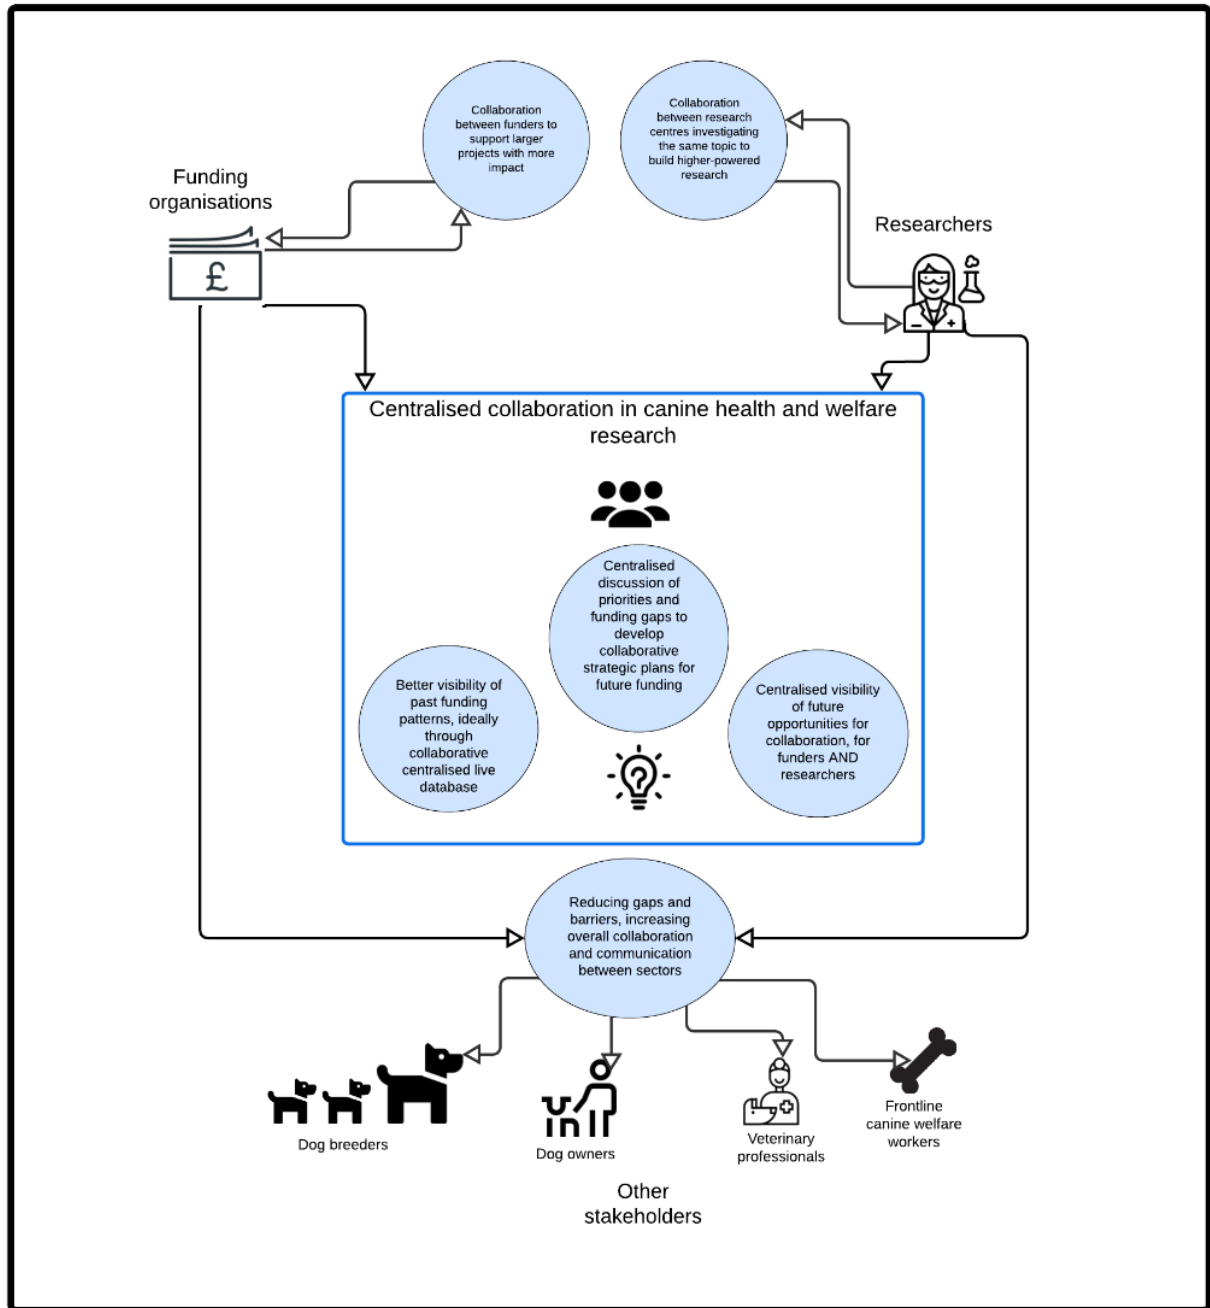 Collaboration
between funders to
support larger
projects with more
impact
Collaboration
between research
centres investigating
the same topic to
build higher-powered
research
Funding
organisations
£
Researchers
Centralised collaboration in canine health and welfare
research
Centralised
discussion of
priorities and
funding gaps to
develop
collaborative
strategic plans for
future funding
Better visibility of
past funding
patterns, ideally
through
collaborative
centralised live
database
Centralised visibility
of future
opportunities for
collaboration, for
funders AND
researchers
?
Reducing gaps and
barriers, increasing
overall collaboration
and communication
between sectors
Dog breeders
Dog owners
Veterinary
professionals
Frontline
canine welfare
workers
Other
stakeholders